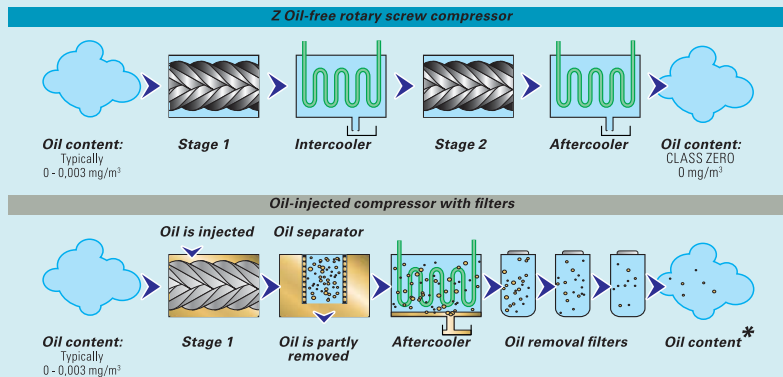 Z Oil-free rotary screw compressor
Oil content:
Typically
0 - 0,003 mg/m³
Stage 1
Intercooler
Stage 2
Aftercooler
Oil content:
CLASS ZERO
0 mg/m³
Oil-injected compressor with filters
Oil is injected
Oil separator
Oil content:
Typically
0 - 0,003 mg/m³
Stage 1
Oil is partly
removed
Aftercooler
Oil removal filters
Oil content*